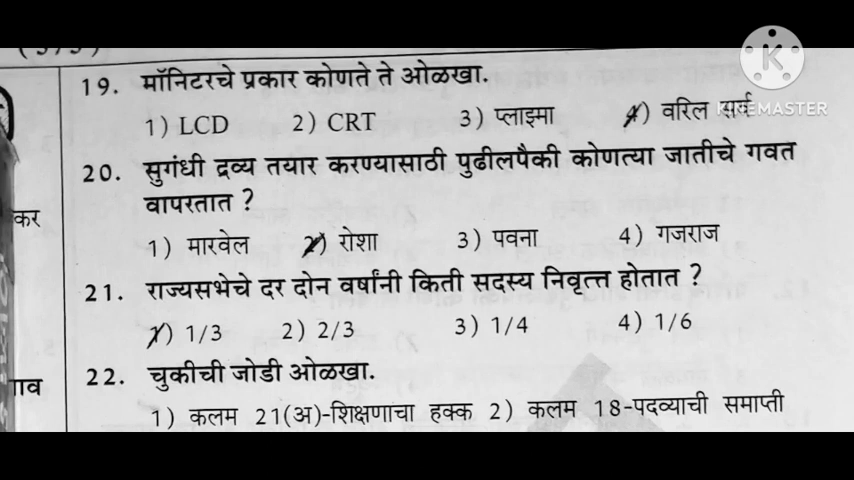 19. मॉनिटरचे प्रकार कोणते ते ओळखा.
1) LCD 2) CRT 3) प्लाझ्मा 4) वरिल सर्व
20. सुगंधी द्रव्य तयार करण्यासाठी पुढीलपैकी कोणत्या जातीचे गवत
वापरतात ?
1) मारवेल 2) रोशा 3) पवना 4) गजराज
21. राज्यसभेचे दर दोन वर्षांनी किती सदस्य निवृत्त होतात ?
1) 1/3 2) 2/3 3) 1/4 4) 1/6
22. चुकीची जोडी ओळखा.
1) कलम 21(अ)-शिक्षणाचा हक्क 2) कलम 18-पदव्याची समाप्ती
कर
गाव
KINEMASTER